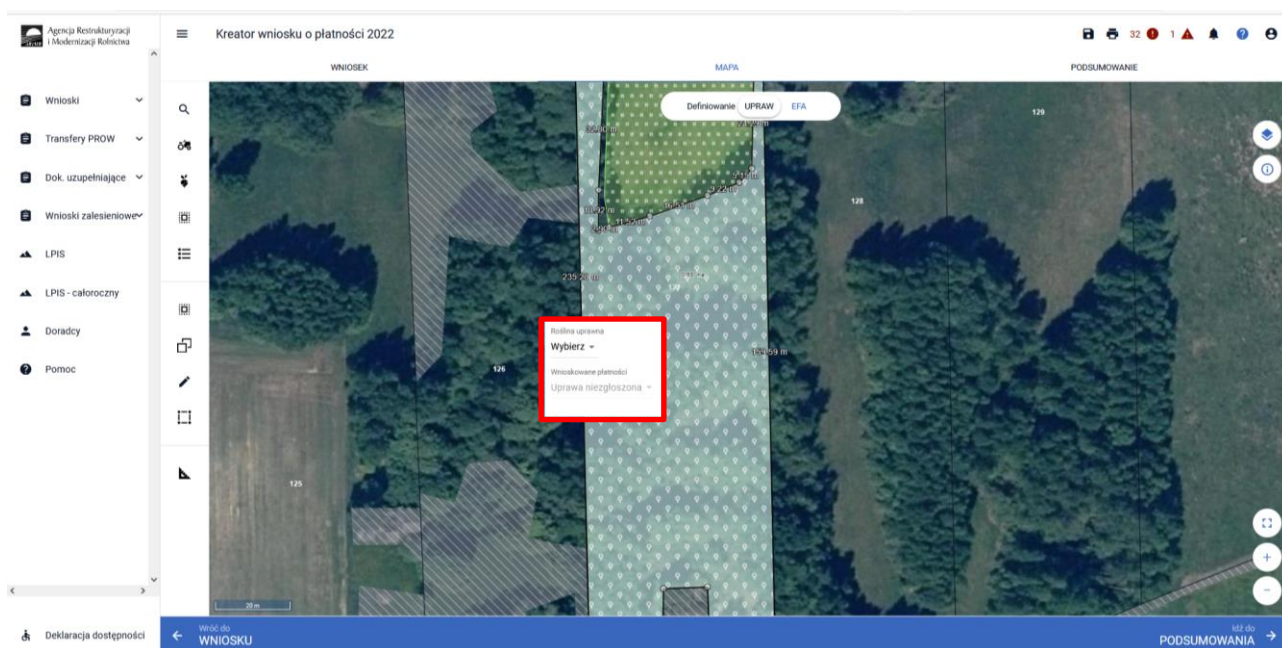 Agencja Restrukturyzacji
i Modernizacji Rolnictwa
Kreator wniosku o płatności 2022
32
1
WNIOSEK
MAPA
PODSUMOWANIE
Wnioski
Transfery PROW
Dok. uzupełniające
Wnioski zalesieniowe
LPIS
LPIS - całoroczny
Doradcy
Pomoc
Definiowanie UPRAW EFA
129
128
126
125
Roślina uprawna
Wybierz
Wnioskowane płatności
Uprawa niezgłoszona
20 m
Deklaracja dostępności
Wróć do
WNIOSKU
Idź do
PODSUMOWANIA